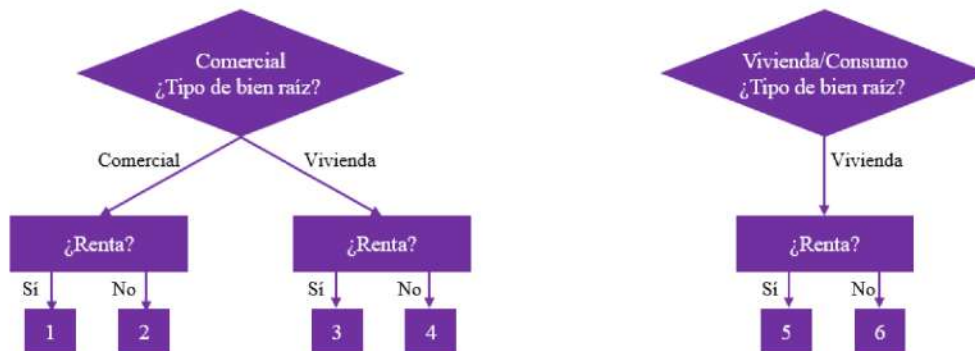 Comercial
¿Tipo de bien raíz?
Comercial
Vivienda
¿Renta?
¿Renta?
Sí
No
Sí
No
1
2
3
4
Vivienda/Consumo
¿Tipo de bien raíz?
Vivienda
¿Renta?
Sí
No
5
6